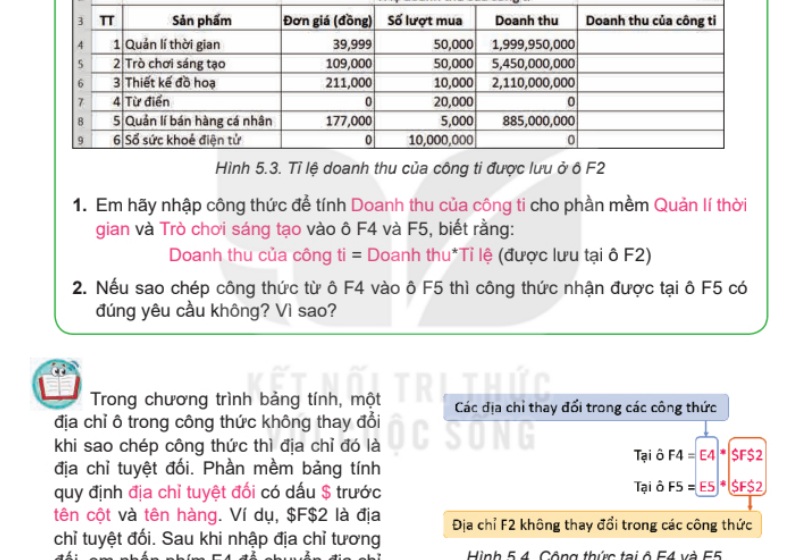 3 TT Sản phẩm Đơn giá (đồng) Số lượt mua Doanh thu Doanh thu của công ti
4 1 Quản lí thời gian 39,999 50,000 1,999,950,000
5 2 Trò chơi sáng tạo 109,000 50,000 5,450,000,000
6 3 Thiết kế đồ hoạ 211,000 10,000 2,110,000,000
7 4 Từ điển 0 20,000 0
8 5 Quản lí bán hàng cá nhân 177,000 5,000 885,000,000
9 6 Sổ sức khoẻ điện tử 0 10,000,000 0
Hình 5.3. Tỉ lệ doanh thu của công ti được lưu ở ô F2
1. Em hãy nhập công thức để tính Doanh thu của công ti cho phần mềm Quản lí thời
gian và Trò chơi sáng tạo vào ô F4 và F5, biết rằng:
Doanh thu của công ti = Doanh thu*Tỉ lệ (được lưu tại ô F2)
2. Nếu sao chép công thức từ ô F4 vào ô F5 thì công thức nhận được tại ô F5 có
đúng yêu cầu không? Vì sao?
KẾT NỐI TRI THỨC
VỚI CUỘC SỐNG
Trong chương trình bảng tính, một
địa chỉ ô trong công thức không thay đổi
khi sao chép công thức thì địa chỉ đó là
địa chỉ tuyệt đối. Phần mềm bảng tính
quy định địa chỉ tuyệt đối có dấu $ trước
tên cột và tên hàng. Ví dụ, $F$2 là địa
chỉ tuyệt đối. Sau khi nhập địa chỉ tương
đối, em nhấn phím F4 để chuyển địa chỉ
Các địa chỉ thay đổi trong các công thức
Tại ô F4 = E4 * $F$2
Tại ô F5 = E5 * $F$2
Địa chỉ F2 không thay đổi trong các công thức
Hình 5.4. Công thức tại ô F4 và F5